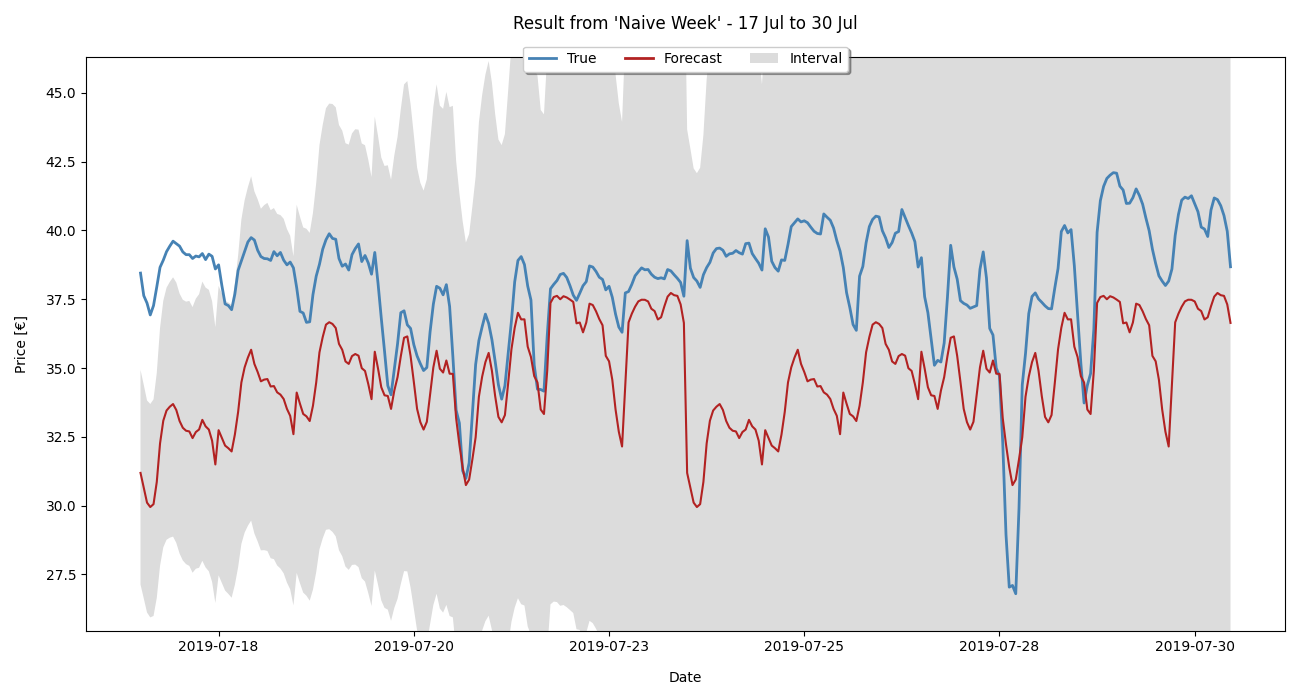 Result from 'Naive Week' - 17 Jul to 30 Jul
True Forecast Interval
45.0
42.5
40.0
37.5
35.0
32.5
30.0
27.5
Price [€]
2019-07-18 2019-07-20 2019-07-23 2019-07-25 2019-07-28 2019-07-30
Date